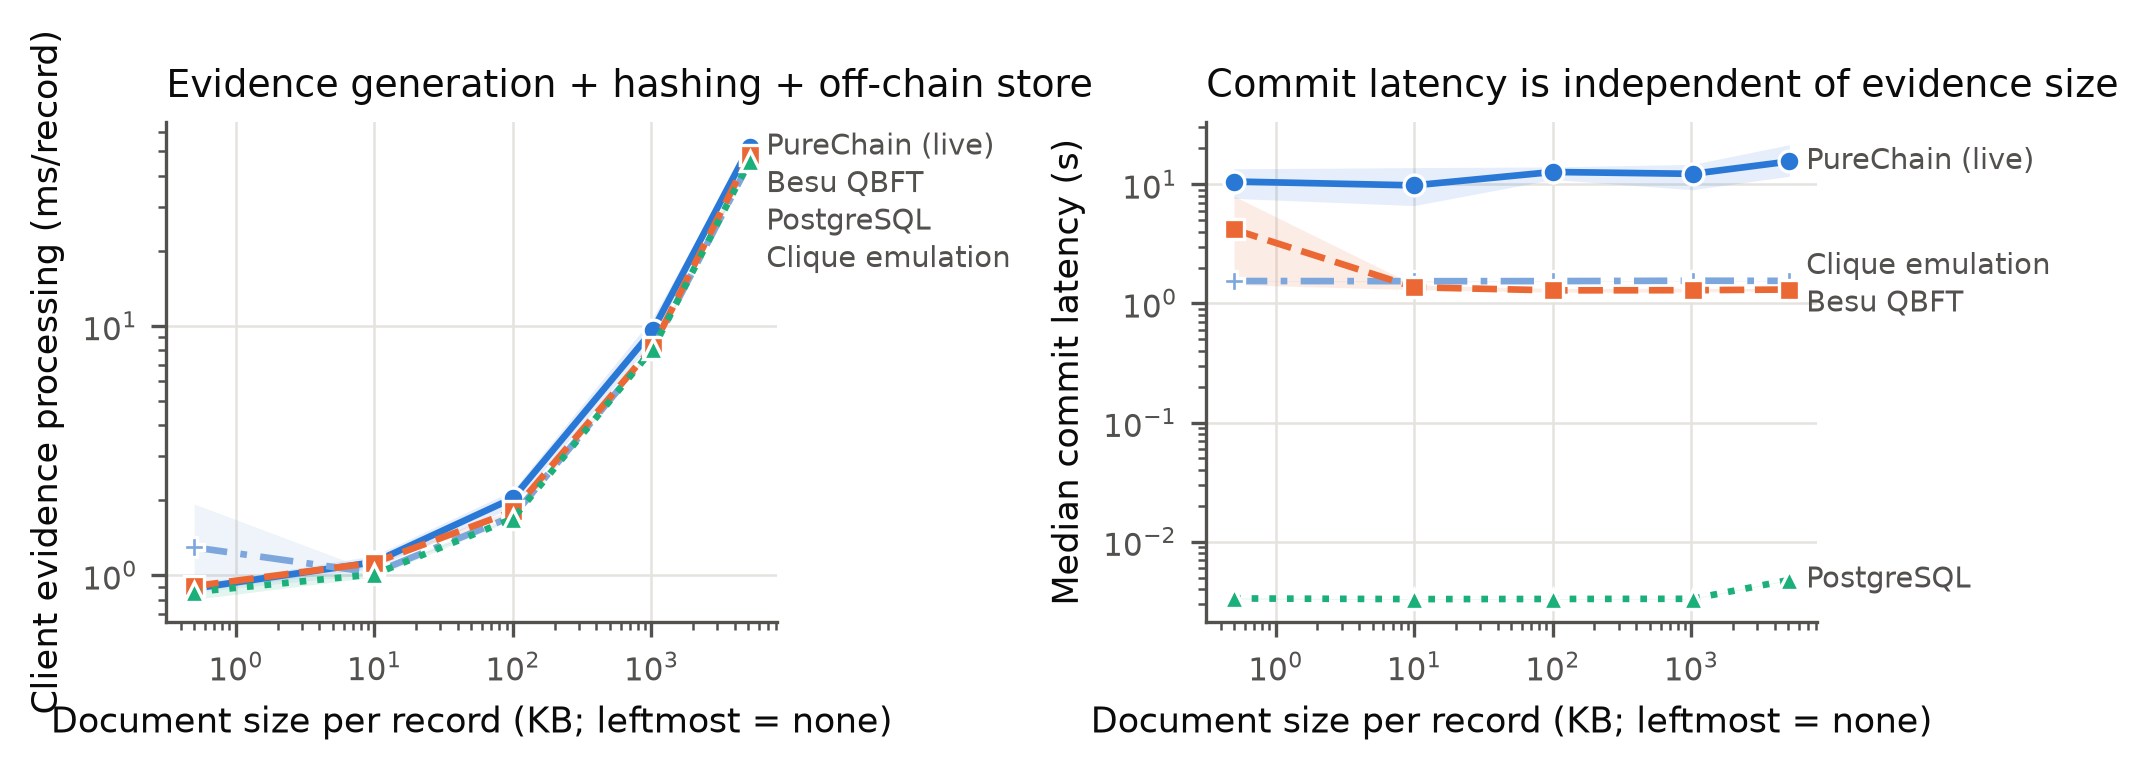 Evidence generation + hashing + off-chain store
Client evidence processing (ms/record)
10¹
10⁰
PureChain (live)
Besu QBFT
PostgreSQL
Clique emulation
10⁰ 10¹ 10² 10³
Document size per record (KB; leftmost = none)
Commit latency is independent of evidence size
Median commit latency (s)
10¹
10⁰
10⁻¹
10⁻²
PureChain (live)
Clique emulation
Besu QBFT
PostgreSQL
10⁰ 10¹ 10² 10³
Document size per record (KB; leftmost = none)